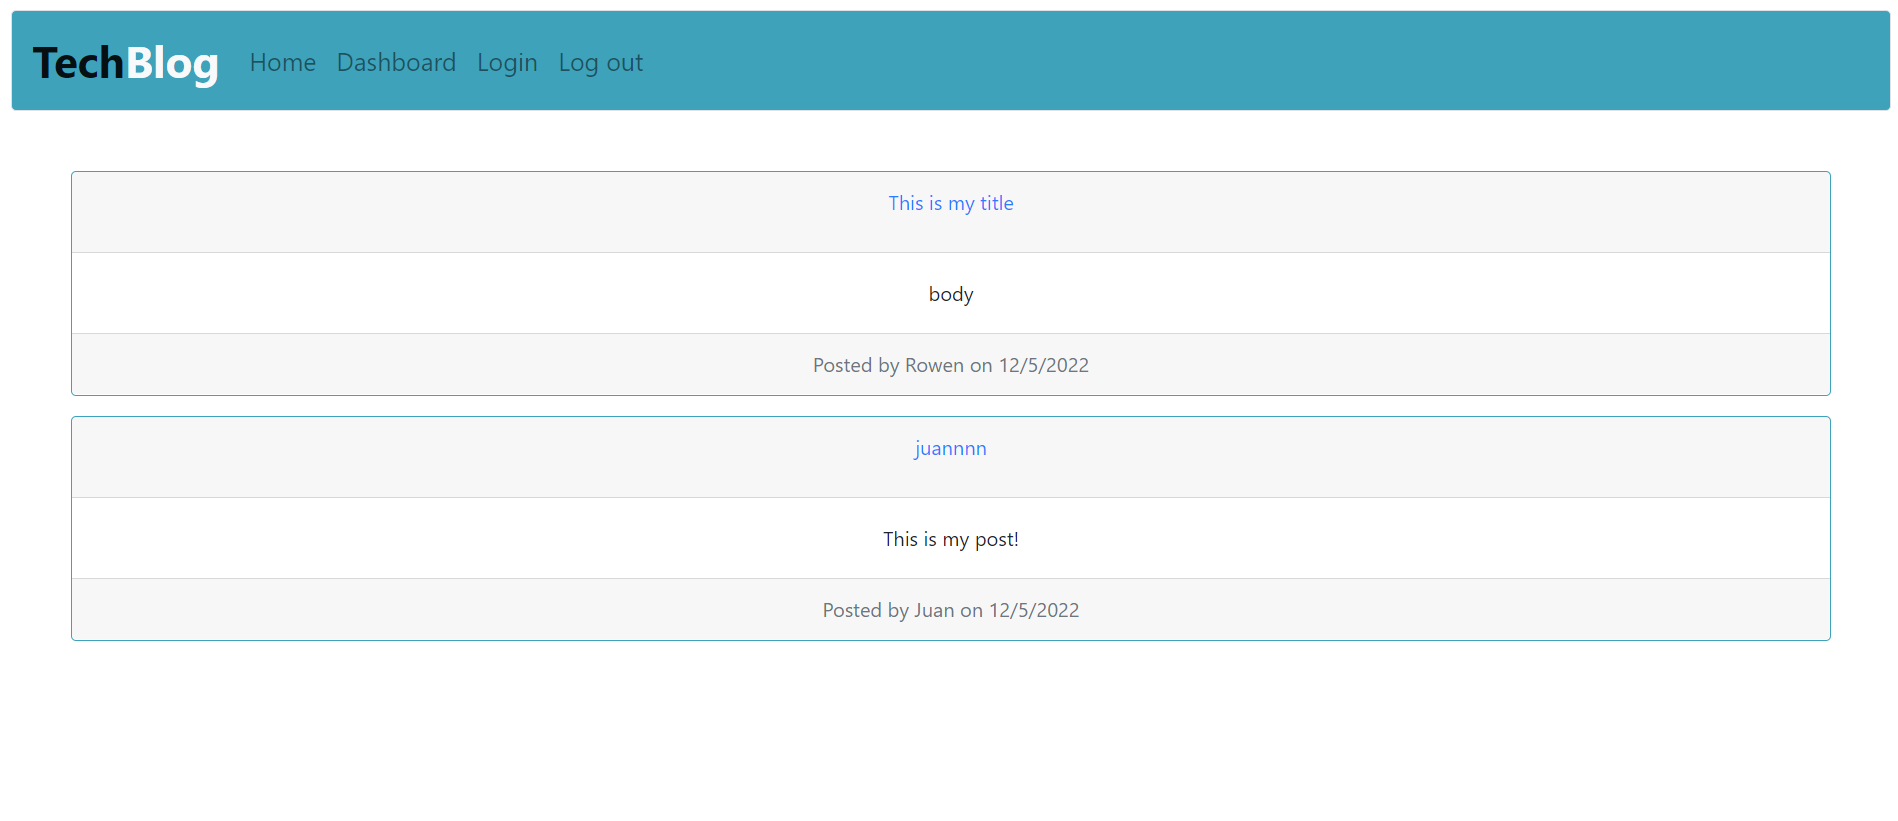 TechBlog Home Dashboard Login Log out
This is my title
body
Posted by Rowen on 12/5/2022
juannnn
This is my post!
Posted by Juan on 12/5/2022